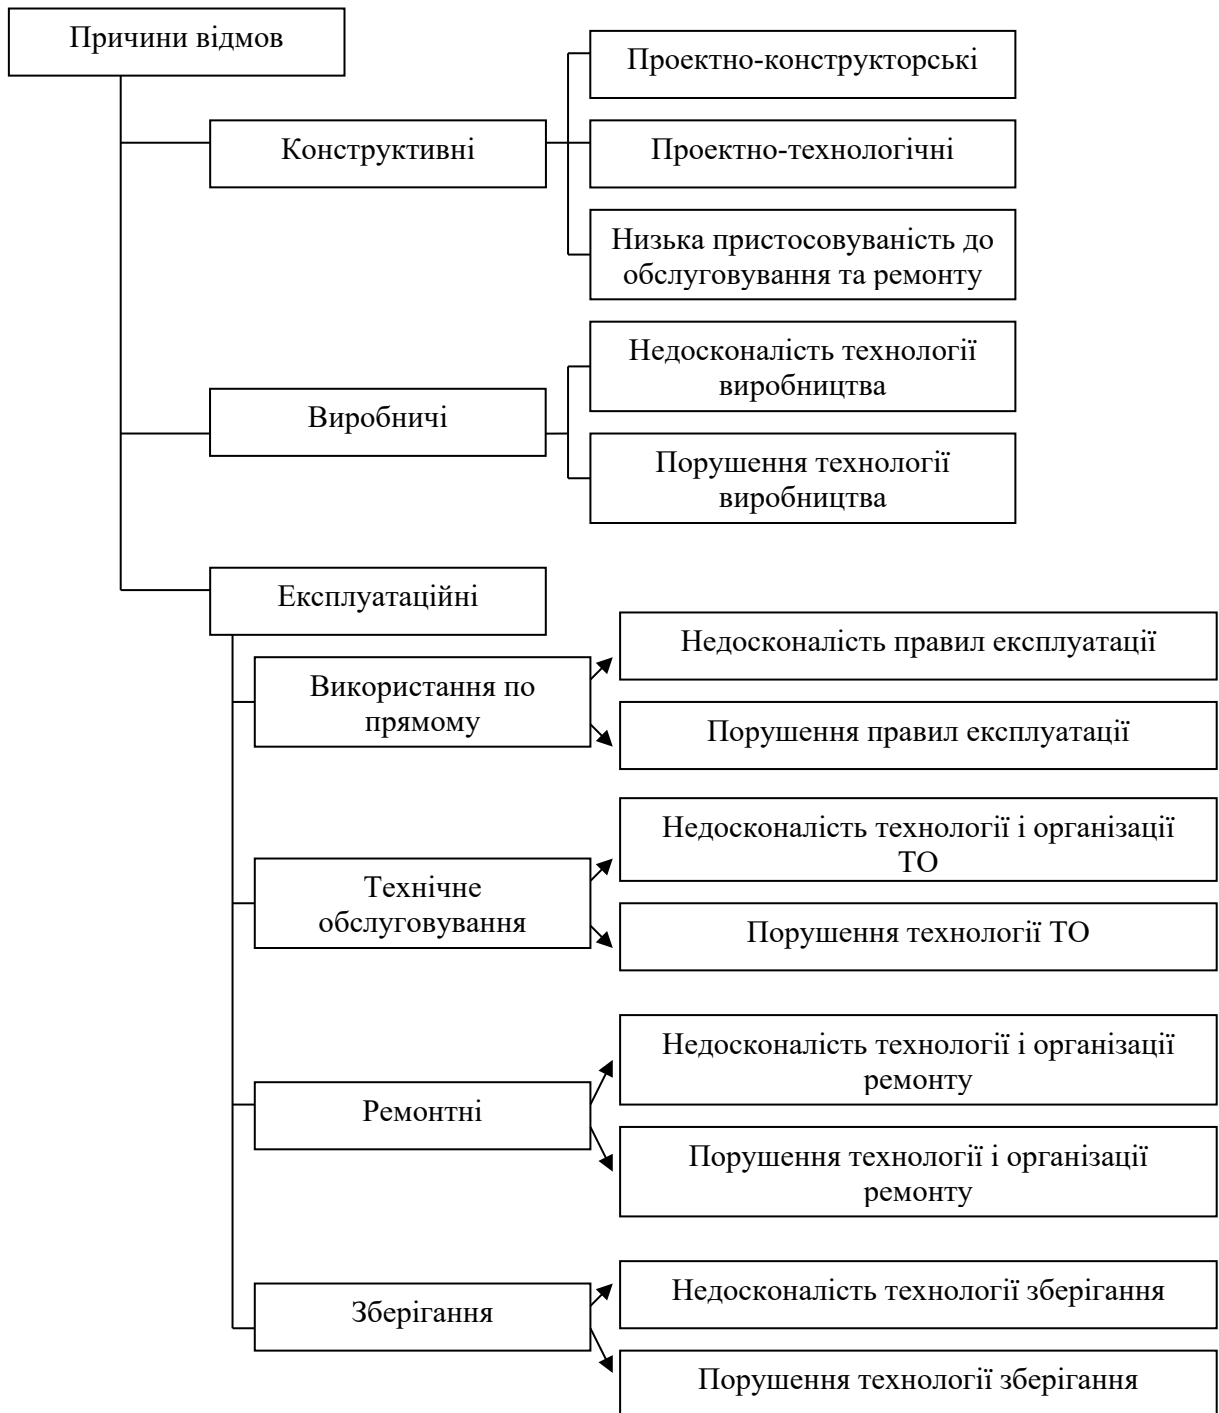 Причини відмов
Проектно-конструкторські
Конструктивні
Проектно-технологічні
Низька пристосовуваність до
обслуговування та ремонту
Недосконалість технології
виробництва
Виробничі
Порушення технології
виробництва
Експлуатаційні
Використання по
прямому
Недосконалість правил експлуатації
Порушення правил експлуатації
Технічне
обслуговування
Недосконалість технології і організації
ТО
Порушення технології ТО
Ремонтні
Недосконалість технології і організації
ремонту
Порушення технології і організації
ремонту
Зберігання
Недосконалість технології зберігання
Порушення технології зберігання